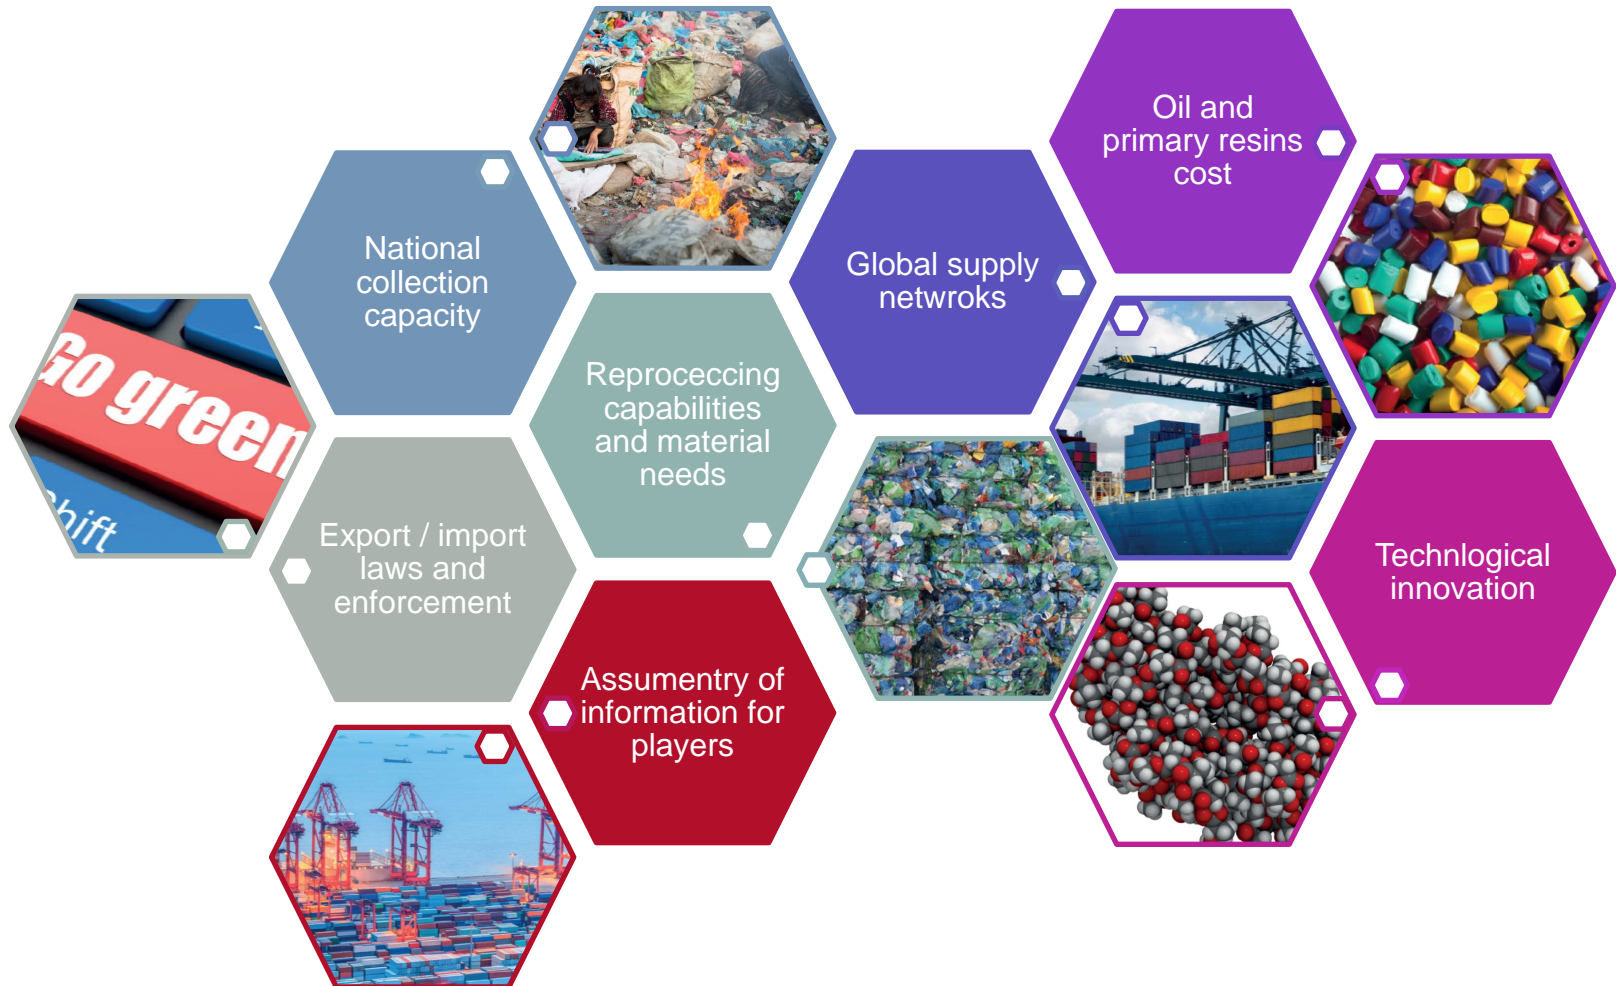 Oil and
primary resins
cost
National
collection
capacity
Global supply
netwroks
Go green
Shift
Reproceccing
capabilities
and material
needs
Export / import
laws and
enforcement
Technlogical
innovation
Assumentry of
information for
players